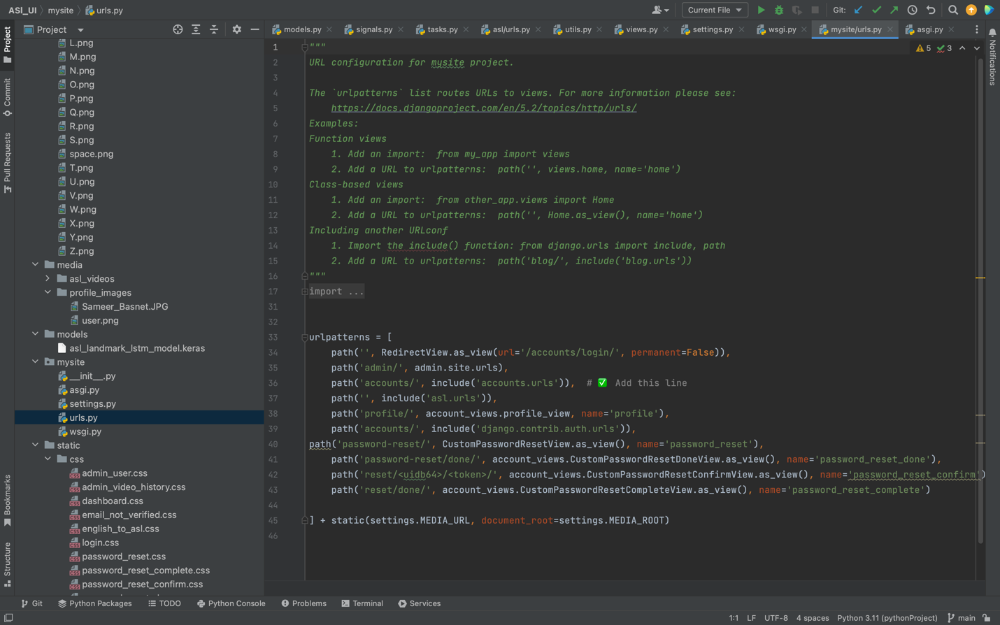 ASI_UI > mysite > urls.py
Current File
Git:
Project
models.py
signals.py
tasks.py
asl/urls.py
utils.py
views.py
settings.py
wsgi.py
mysite/urls.py
asgi.py
Project
Commit
Pull Requests
Bookmarks
Structure
Notifications
L.png
M.png
N.png
O.png
P.png
Q.png
R.png
S.png
space.png
T.png
U.png
V.png
W.png
X.png
Y.png
Z.png
media
asl_videos
profile_images
Sameer_Basnet.JPG
user.png
models
asl_landmark_lstm_model.keras
mysite
__init__.py
asgi.py
settings.py
urls.py
wsgi.py
static
css
admin_user.css
admin_video_history.css
dashboard.css
email_not_verified.css
english_to_asl.css
login.css
password_reset.css
password_reset_complete.css
password_reset_confirm.css
5 3
1 """
2 URL configuration for mysite project.
3
4 The `urlpatterns` list routes URLs to views. For more information please see:
5     https://docs.djangoproject.com/en/5.2/topics/http/urls/
6 Examples:
7 Function views
8     1. Add an import:  from my_app import views
9     2. Add a URL to urlpatterns:  path('', views.home, name='home')
10 Class-based views
11     1. Add an import:  from other_app.views import Home
12     2. Add a URL to urlpatterns:  path('', Home.as_view(), name='home')
13 Including another URLconf
14     1. Import the include() function: from django.urls import include, path
15     2. Add a URL to urlpatterns:  path('blog/', include('blog.urls'))
16 """
17 import ...
31
32
33 urlpatterns = [
34     path('', RedirectView.as_view(url='/accounts/login/', permanent=False)),
35     path('admin/', admin.site.urls),
36     path('accounts/', include('accounts.urls')),  # ✅ Add this line
37     path('', include('asl.urls')),
38     path('profile/', account_views.profile_view, name='profile'),
39     path('accounts/', include('django.contrib.auth.urls')),
40 path('password-reset/', CustomPasswordResetView.as_view(), name='password_reset'),
41     path('password-reset/done/', account_views.CustomPasswordResetDoneView.as_view(), name='password_reset_done'),
42     path('reset/<uidb64>/<token>/', account_views.CustomPasswordResetConfirmView.as_view(), name='password_reset_confirm')
43     path('reset/done/', account_views.CustomPasswordResetCompleteView.as_view(), name='password_reset_complete')
44
45 ] + static(settings.MEDIA_URL, document_root=settings.MEDIA_ROOT)
46
Git
Python Packages
TODO
Python Console
Problems
Terminal
Services
1:1 LF UTF-8 4 spaces Python 3.11 (pythonProject) main